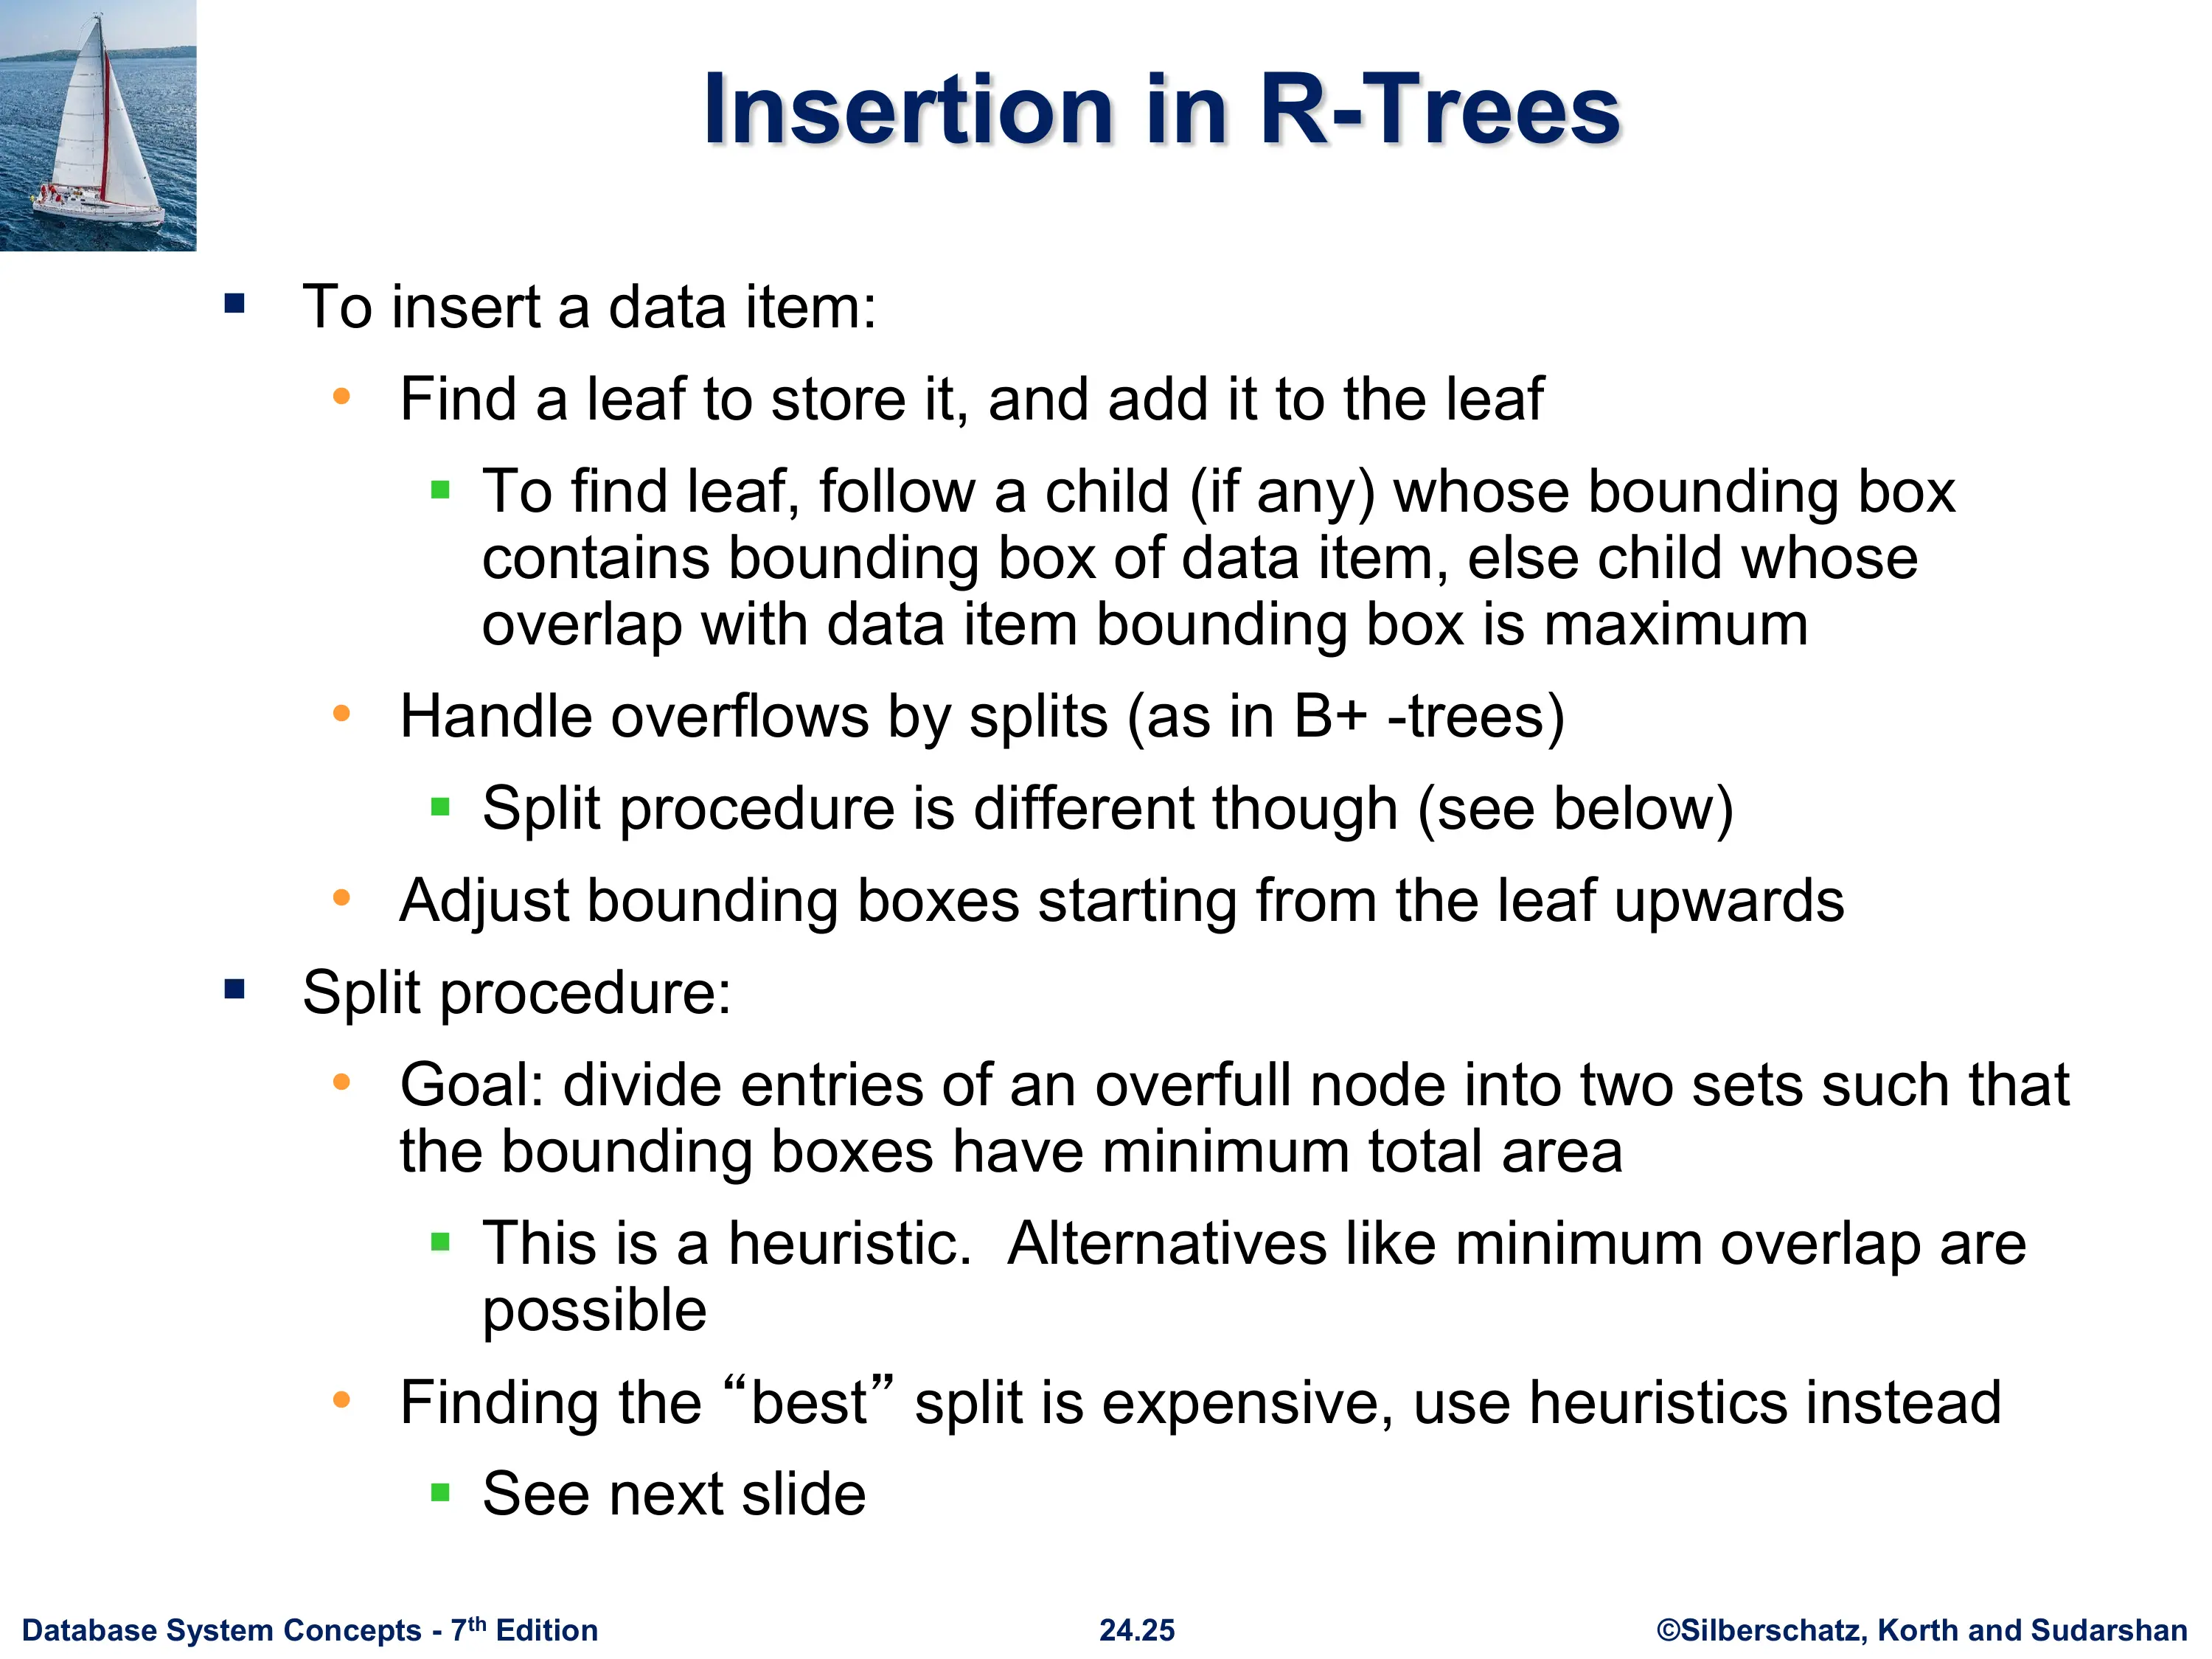 Insertion in R-Trees
To insert a data item:
Find a leaf to store it, and add it to the leaf
To find leaf, follow a child (if any) whose bounding box
contains bounding box of data item, else child whose
overlap with data item bounding box is maximum
Handle overflows by splits (as in B+ -trees)
Split procedure is different though (see below)
Adjust bounding boxes starting from the leaf upwards
Split procedure:
Goal: divide entries of an overfull node into two sets such that
the bounding boxes have minimum total area
This is a heuristic.  Alternatives like minimum overlap are
possible
Finding the “best” split is expensive, use heuristics instead
See next slide
Database System Concepts - 7th Edition
24.25
©Silberschatz, Korth and Sudarshan